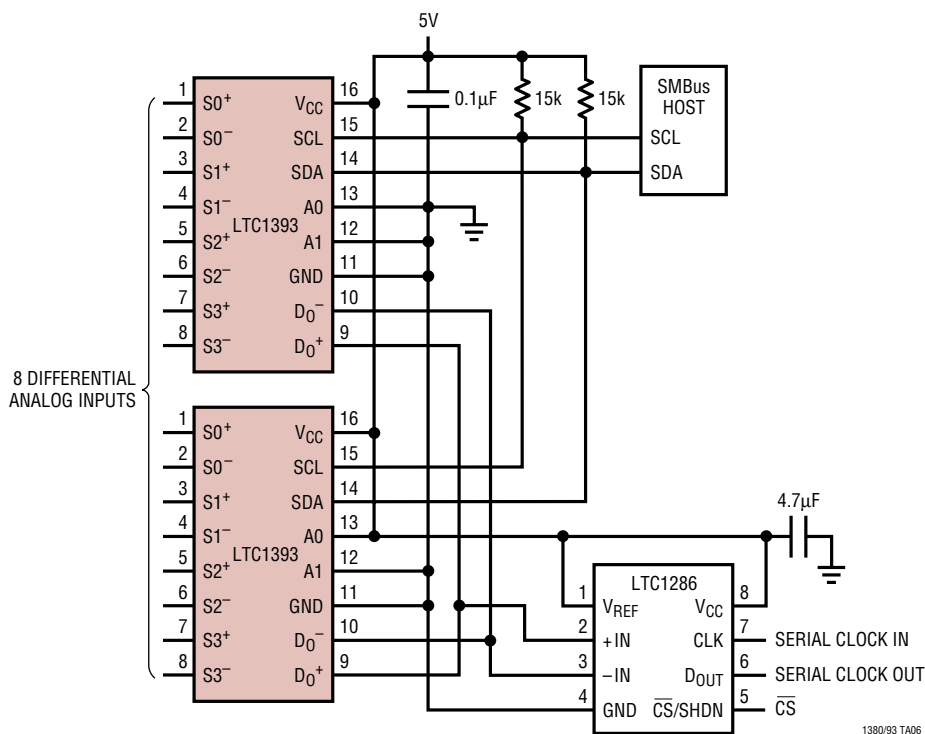 5V
0.1µF
15k
15k
SMBus
HOST
SCL
SDA
1 S0+
2 S0–
3 S1+
4 S1–
5 S2+
6 S2–
7 S3+
8 S3–
LTC1393
VCC 16
SCL 15
SDA 14
A0 13
A1 12
GND 11
DO– 10
DO+ 9
8 DIFFERENTIAL
ANALOG INPUTS
1 S0+
2 S0–
3 S1+
4 S1–
5 S2+
6 S2–
7 S3+
8 S3–
LTC1393
VCC 16
SCL 15
SDA 14
A0 13
A1 12
GND 11
DO– 10
DO+ 9
4.7µF
LTC1286
1 VREF
2 +IN
3 –IN
4 GND
VCC 8
CLK 7 SERIAL CLOCK IN
DOUT 6 SERIAL CLOCK OUT
CS/SHDN 5 CS
1380/93 TA06